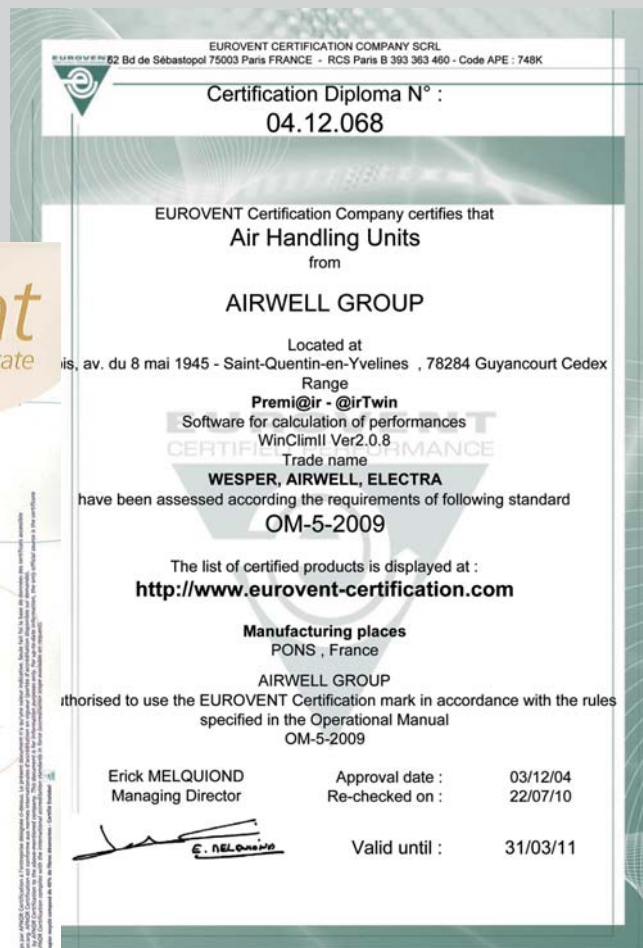 EUROVENT CERTIFICATION COMPANY SCRL
EUROVENT 62 Bd de Sébastopol 75003 Paris FRANCE - RCS Paris B 393 363 460 - Code APE : 748K
Certification Diploma N° :
04.12.068
EUROVENT Certification Company certifies that
Air Handling Units
from
AIRWELL GROUP
Located at
bis, av. du 8 mai 1945 - Saint-Quentin-en-Yvelines , 78284 Guyancourt Cedex
Range
Premi@ir - @irTwin
EUROVENT
Software for calculation of performances
WinClimII Ver2.0.8
CERTIFIED PERFORMANCE
Trade name
WESPER, AIRWELL, ELECTRA
have been assessed according the requirements of following standard
OM-5-2009
The list of certified products is displayed at :
http://www.eurovent-certification.com
Manufacturing places
PONS , France
AIRWELL GROUP
thorised to use the EUROVENT Certification mark in accordance with the rules
specified in the Operational Manual
OM-5-2009
Erick MELQUIOND Approval date : 03/12/04
Managing Director Re-checked on : 22/07/10
E. MELQUIOND Valid until : 31/03/11